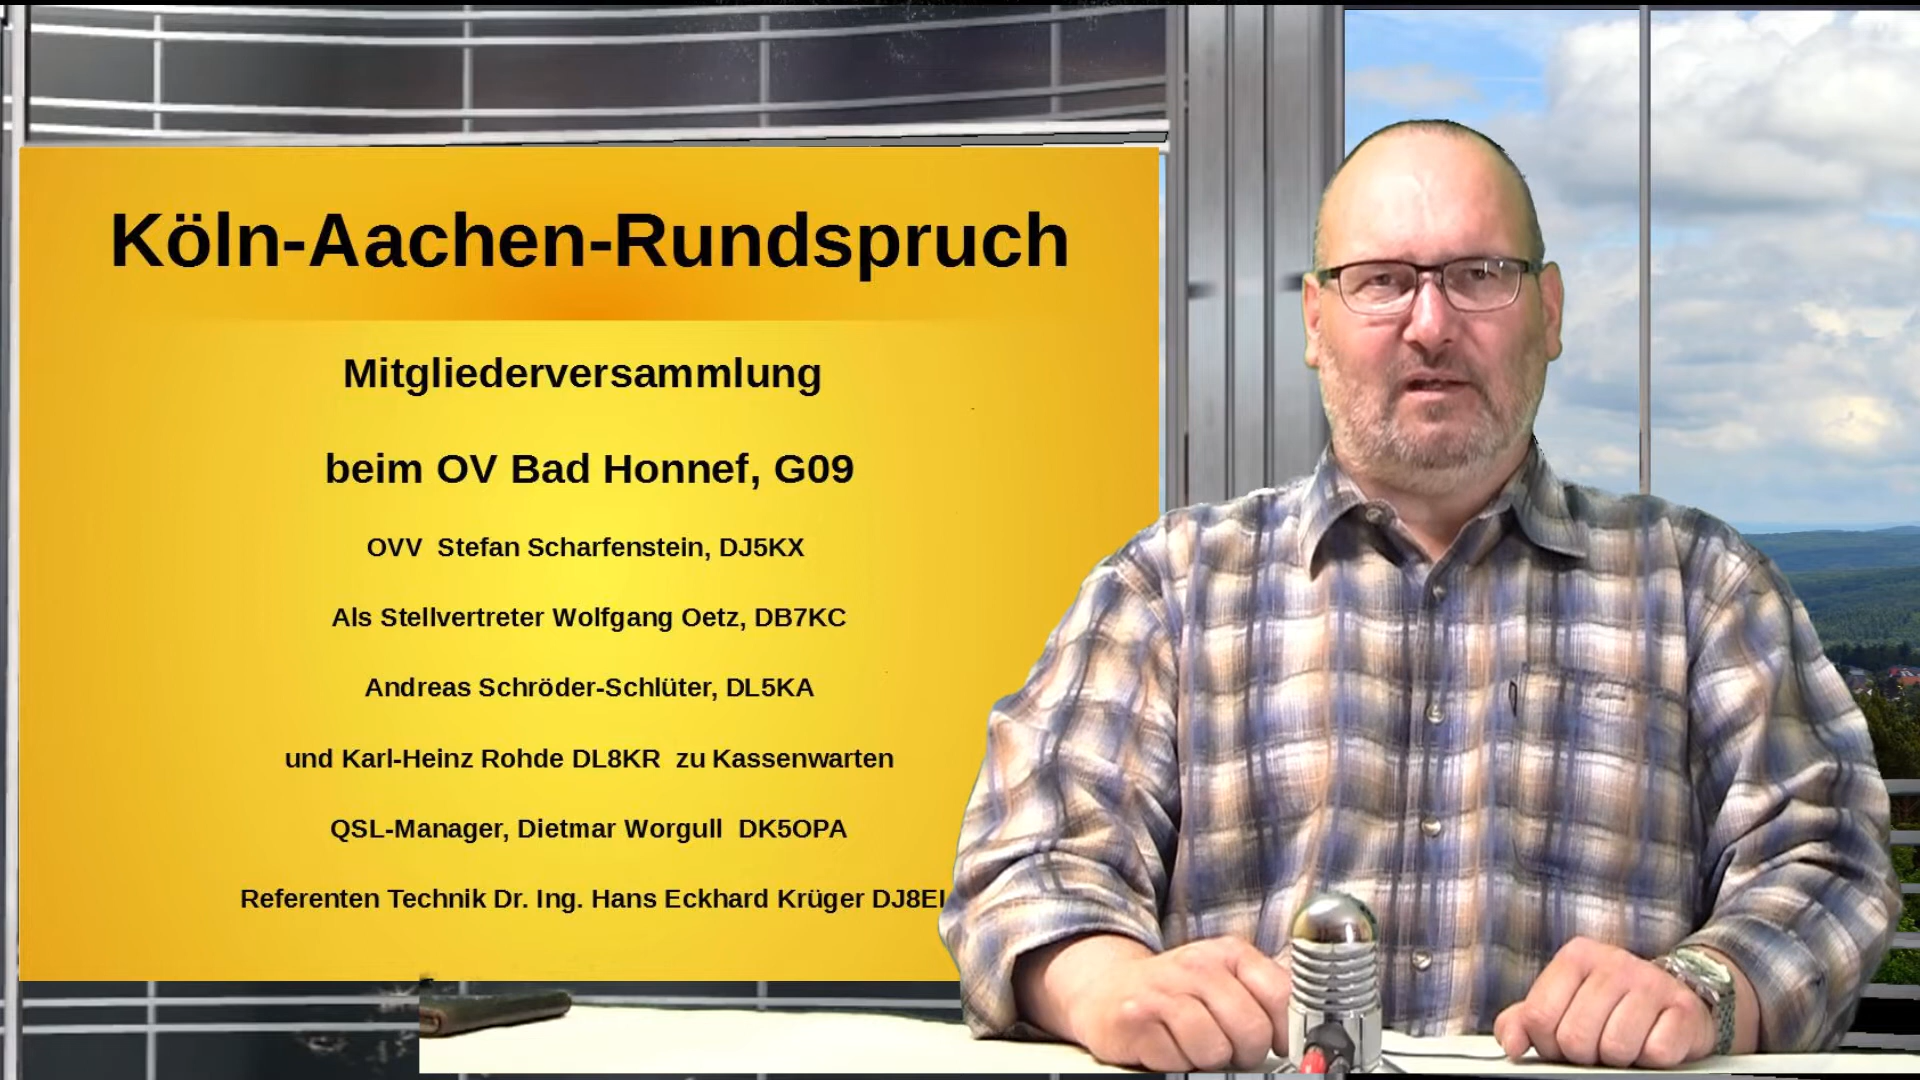 Köln-Aachen-Rundspruch
Mitgliederversammlung
beim OV Bad Honnef, G09
OVV Stefan Scharfenstein, DJ5KX
Als Stellvertreter Wolfgang Oetz, DB7KC
Andreas Schröder-Schlüter, DL5KA
und Karl-Heinz Rohde DL8KR zu Kassenwarten
QSL-Manager, Dietmar Worgull DK5OPA
Referenten Technik Dr. Ing. Hans Eckhard Krüger